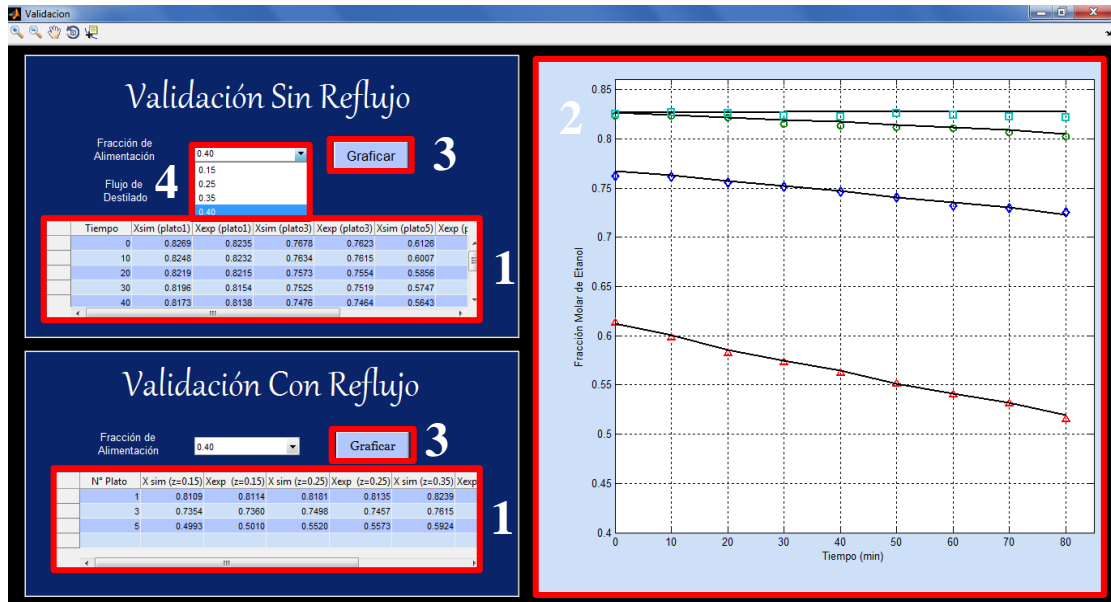 Validacion
Validación Sin Reflujo
Fracción de
Alimentación
0.40
Graficar
3
0.15
0.25
0.35
0.40
4
Flujo de
Destilado
Tiempo Xsim (plato1) Xexp (plato1) Xsim (plato3) Xexp (plato3) Xsim (plato5) Xexp (p
0 0.8269 0.8235 0.7678 0.7623 0.6126
10 0.8248 0.8232 0.7634 0.7615 0.6007
20 0.8219 0.8215 0.7573 0.7554 0.5856
30 0.8196 0.8154 0.7525 0.7519 0.5747
40 0.8173 0.8138 0.7476 0.7464 0.5643
1
Validación Con Reflujo
Fracción de
Alimentación
0.40
Graficar
3
N° Plato X sim (z=0.15) Xexp (z=0.15) X sim (z=0.25) Xexp (z=0.25) X sim (z=0.35) Xexp
1 0.8109 0.8114 0.8181 0.8135 0.8239
3 0.7354 0.7360 0.7498 0.7457 0.7615
5 0.4993 0.5010 0.5520 0.5573 0.5924
1
2
0.85
0.8
0.75
0.7
0.65
0.6
0.55
0.5
0.45
0.4
Fracción Molar de Etanol
0 10 20 30 40 50 60 70 80
Tiempo (min)